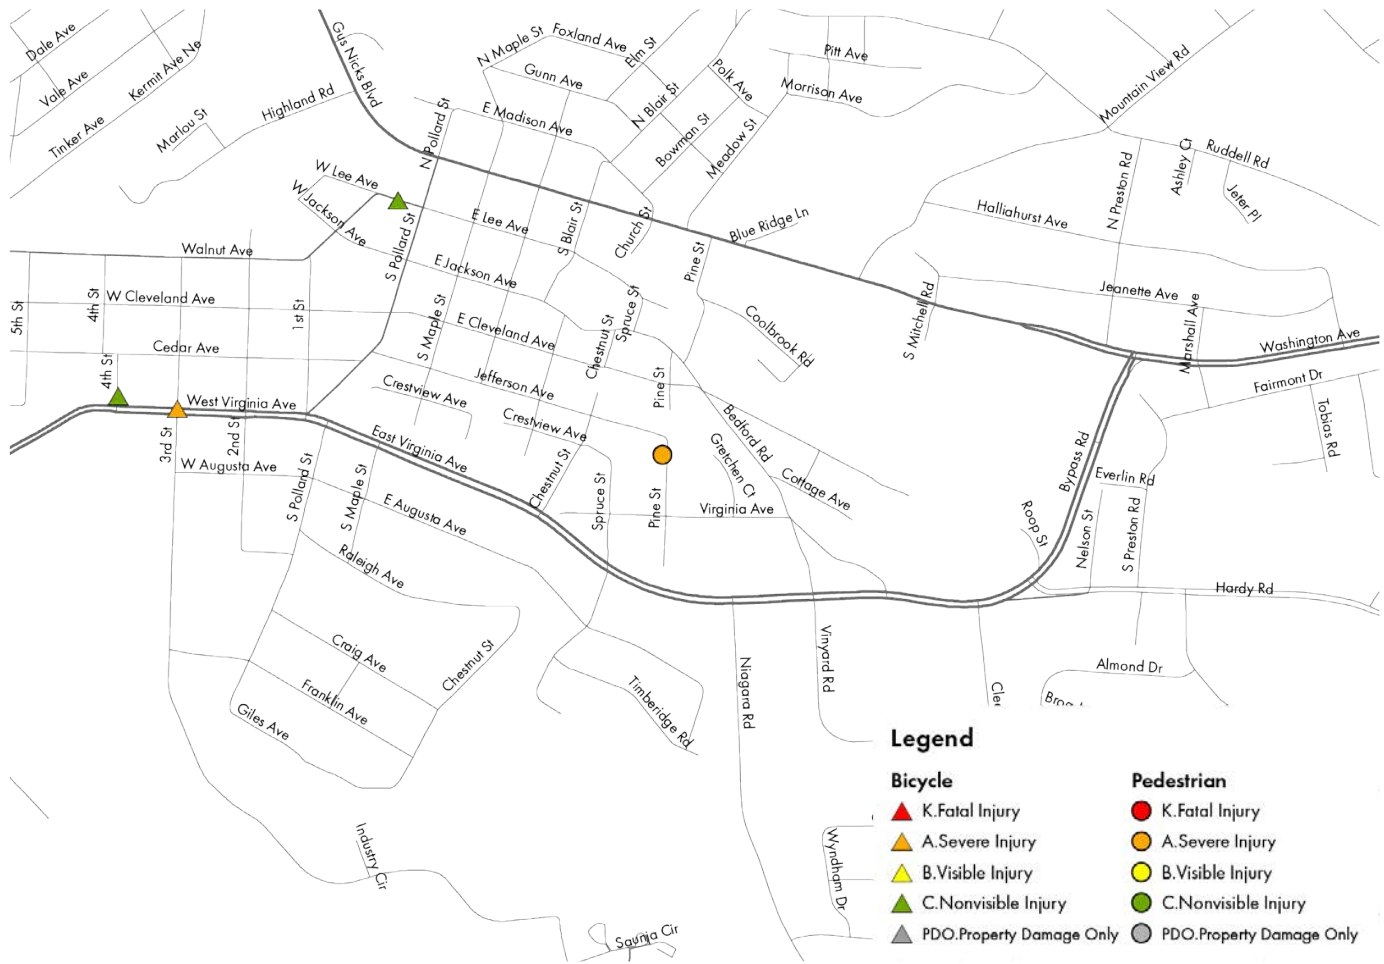 Dale Ave
Vale Ave
Kermit Ave Ne
Tinker Ave
Marlou St
Highland Rd
Gus Nicks Blvd
N Maple St
Foxland Ave
Elm St
Gunn Ave
Polk Ave
Pitt Ave
Morrison Ave
Mountain View Rd
N Pollard St
E Madison Ave
N Blair St
Bowman St
Meadow St
Ruddell Rd
Ashley Ct
N Preston Rd
Jeter Pl
W Lee Ave
W Jackson Ave
S Pollard St
E Lee Ave
S Blair St
Church St
Blue Ridge Ln
Halliahurst Ave
Walnut Ave
E Jackson Ave
Pine St
Jeanette Ave
5th St
4th St
W Cleveland Ave
1st St
S Maple St
E Cleveland Ave
Chestnut St
Spruce St
Coolbrook Rd
S Mitchell Rd
Marshall Ave
Washington Ave
Cedar Ave
4th St
Crestview Ave
Jefferson Ave
Pine St
Fairmont Dr
West Virginia Ave
Crestview Ave
Bedford Rd
Tobias Rd
3rd St
2nd St
East Virginia Ave
Gretchen Ct
Bypass Rd
W Augusta Ave
S Pollard St
S Maple St
Chestnut St
Spruce St
Pine St
Cottage Ave
Everlin Rd
E Augusta Ave
Virginia Ave
Roop St
Nelson St
S Preston Rd
Raleigh Ave
Hardy Rd
Craig Ave
Chestnut St
Franklin Ave
Giles Ave
Timberidge Rd
Niagara Rd
Vinyard Rd
Almond Dr
Industry Cir
Wyndham Dr
Saunja Cir
Legend
Bicycle
K.Fatal Injury
A.Severe Injury
B.Visible Injury
C.Nonvisible Injury
PDO.Property Damage Only
Pedestrian
K.Fatal Injury
A.Severe Injury
B.Visible Injury
C.Nonvisible Injury
PDO.Property Damage Only